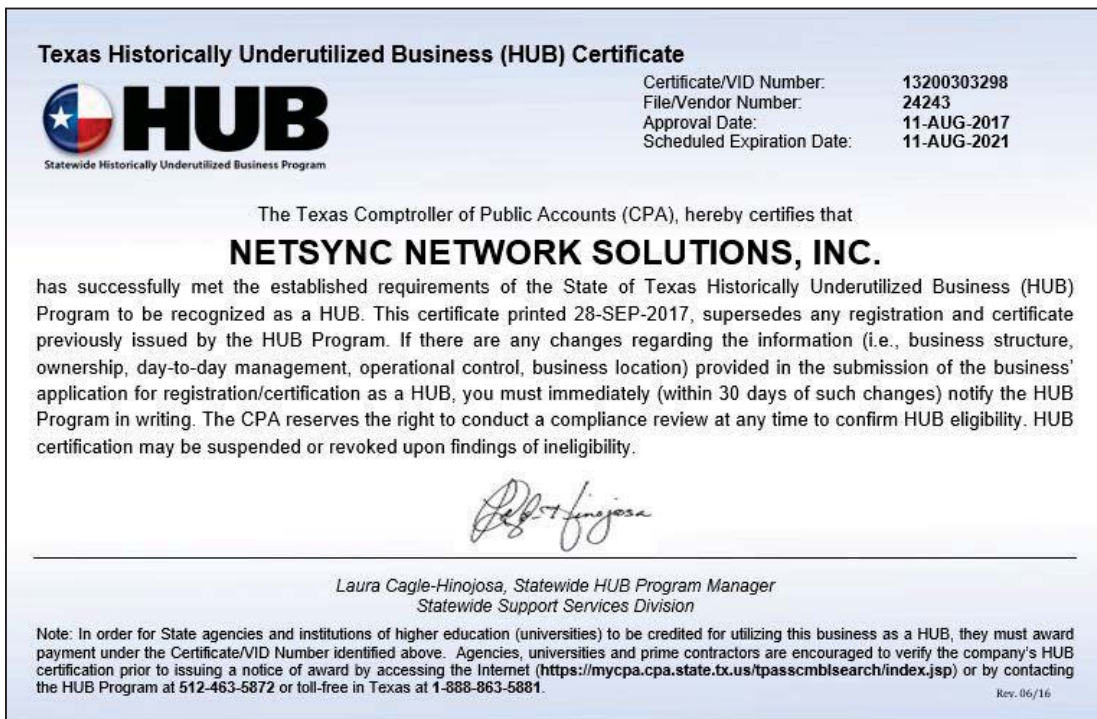 Texas Historically Underutilized Business (HUB) Certificate
HUB
Statewide Historically Underutilized Business Program
Certificate/VID Number: 13200303298
File/Vendor Number: 24243
Approval Date: 11-AUG-2017
Scheduled Expiration Date: 11-AUG-2021
The Texas Comptroller of Public Accounts (CPA), hereby certifies that
NETSYNC NETWORK SOLUTIONS, INC.
has successfully met the established requirements of the State of Texas Historically Underutilized Business (HUB)
Program to be recognized as a HUB. This certificate printed 28-SEP-2017, supersedes any registration and certificate
previously issued by the HUB Program. If there are any changes regarding the information (i.e., business structure,
ownership, day-to-day management, operational control, business location) provided in the submission of the business'
application for registration/certification as a HUB, you must immediately (within 30 days of such changes) notify the HUB
Program in writing. The CPA reserves the right to conduct a compliance review at any time to confirm HUB eligibility. HUB
certification may be suspended or revoked upon findings of ineligibility.
Laura Cagle-Hinojosa, Statewide HUB Program Manager
Statewide Support Services Division
Note: In order for State agencies and institutions of higher education (universities) to be credited for utilizing this business as a HUB, they must award
payment under the Certificate/VID Number identified above. Agencies, universities and prime contractors are encouraged to verify the company's HUB
certification prior to issuing a notice of award by accessing the Internet (https://mycpa.cpa.state.tx.us/tpasscmblsearch/index.jsp) or by contacting
the HUB Program at 512-463-5872 or toll-free in Texas at 1-888-863-5881.
Rev. 06/16